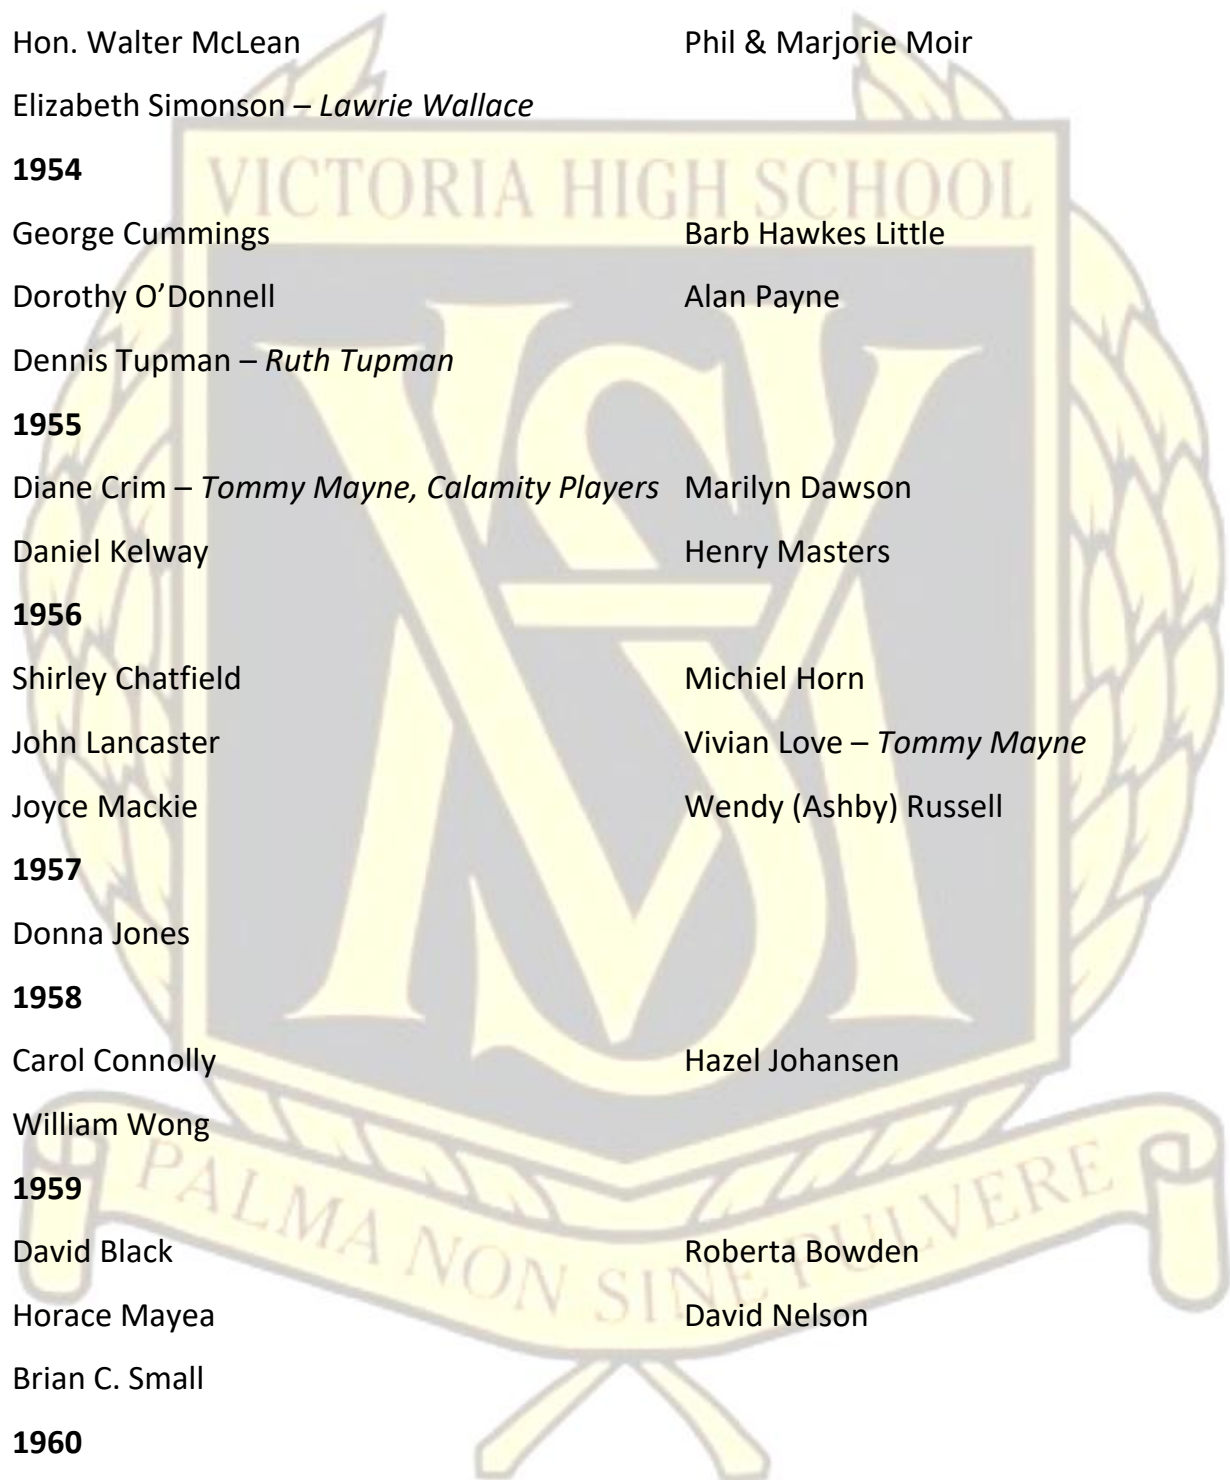 Hon. Walter McLean Phil & Marjorie Moir
Elizabeth Simonson – Lawrie Wallace
1954
VICTORIA HIGH SCHOOL
George Cummings Barb Hawkes Little
Dorothy O’Donnell Alan Payne
Dennis Tupman – Ruth Tupman
1955
Diane Crim – Tommy Mayne, Calamity Players Marilyn Dawson
Daniel Kelway Henry Masters
1956
Shirley Chatfield Michiel Horn
John Lancaster Vivian Love – Tommy Mayne
Joyce Mackie Wendy (Ashby) Russell
1957
Donna Jones
1958
Carol Connolly Hazel Johansen
William Wong
1959
PALMA NON SINE PULVERE
David Black Roberta Bowden
Horace Mayea David Nelson
Brian C. Small
1960
VHS